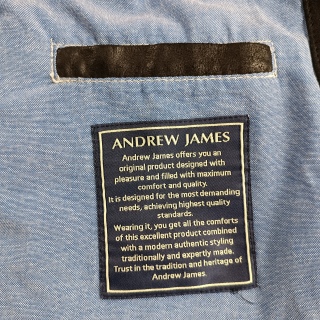 ANDREW JAMES
Andrew James offers you an
original product designed with
pleasure and filled with maximum
comfort and quality.
It is designed for the most demanding
needs, achieving highest quality
standards.
Wearing it, you get all the comforts
of this excellent product combined
with a modern authentic styling
traditionally and expertly made.
Trust in the tradition and heritage of
Andrew James.